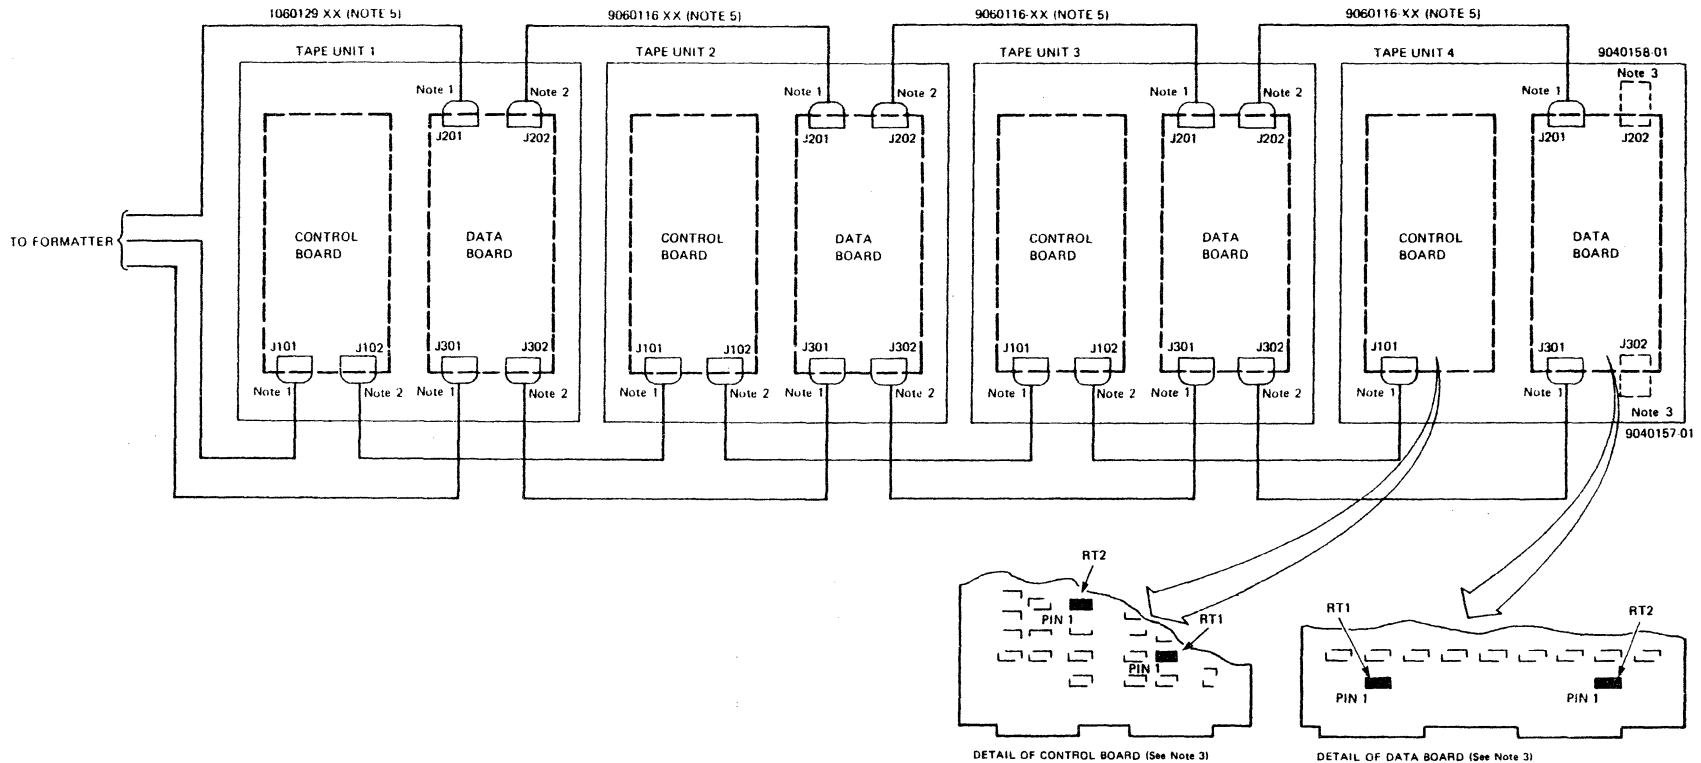 1060129 XX (NOTE 5)
9060116 XX (NOTE 5)
9060116-XX (NOTE 5)
9060116-XX (NOTE 5)
TAPE UNIT 1
TAPE UNIT 2
TAPE UNIT 3
TAPE UNIT 4
9040158-01
Note 3
Note 1
Note 2
Note 1
Note 2
Note 1
Note 2
Note 1
J201
J202
J201
J202
J201
J202
J201
J202
TO FORMATTER
CONTROL
BOARD
DATA
BOARD
CONTROL
BOARD
DATA
BOARD
CONTROL
BOARD
DATA
BOARD
CONTROL
BOARD
DATA
BOARD
J101
J102
J301
J302
J101
J102
J301
J302
J101
J102
J301
J302
J101
J301
J302
Note 1
Note 2
Note 1
Note 2
Note 1
Note 2
Note 1
Note 2
Note 1
Note 2
Note 1
Note 2
Note 1
Note 1
Note 3
9040157-01
RT2
PIN 1
RT1
PIN 1
RT1
RT2
PIN 1
PIN 1
DETAIL OF CONTROL BOARD (See Note 3)
DETAIL OF DATA BOARD (See Note 3)